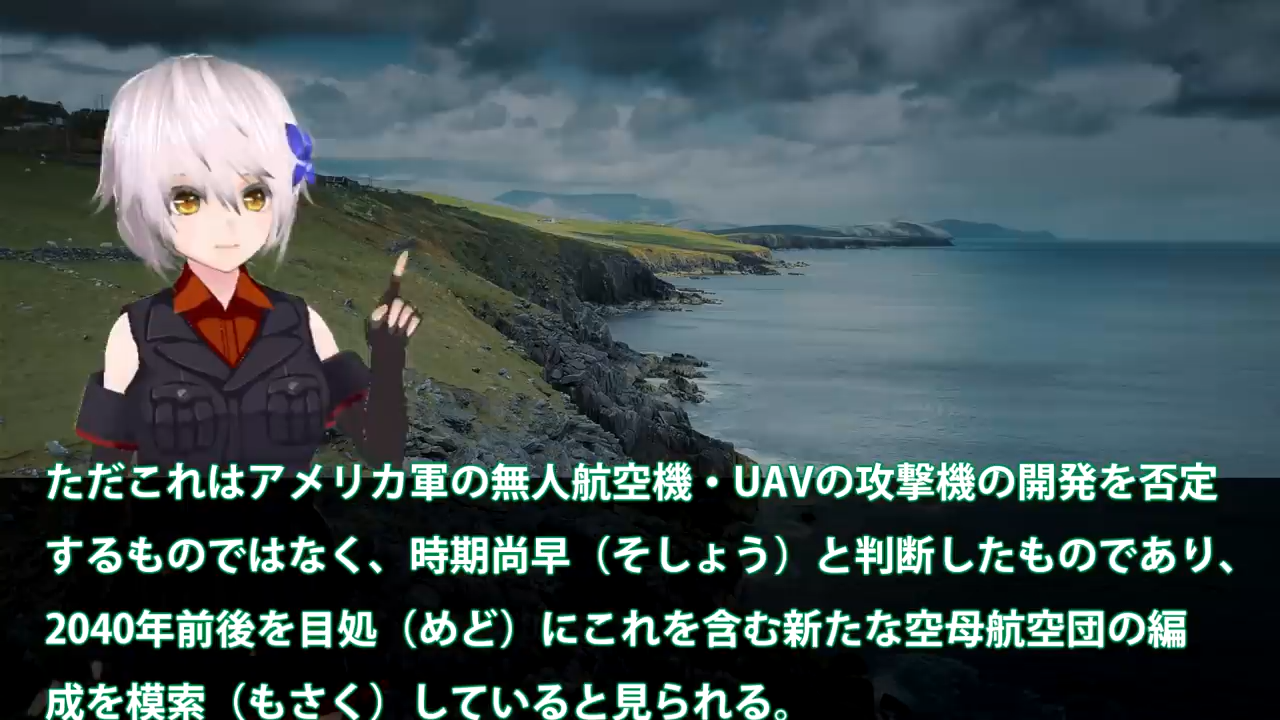 ただこれはアメリカ軍の無人航空機・UAVの攻撃機の開発を否定
するものではなく、時期尚早（そしょう）と判断したものであり、
2040年前後を目処（めど）にこれを含む新たな空母航空団の編
成を模索（もさく）していると見られる。